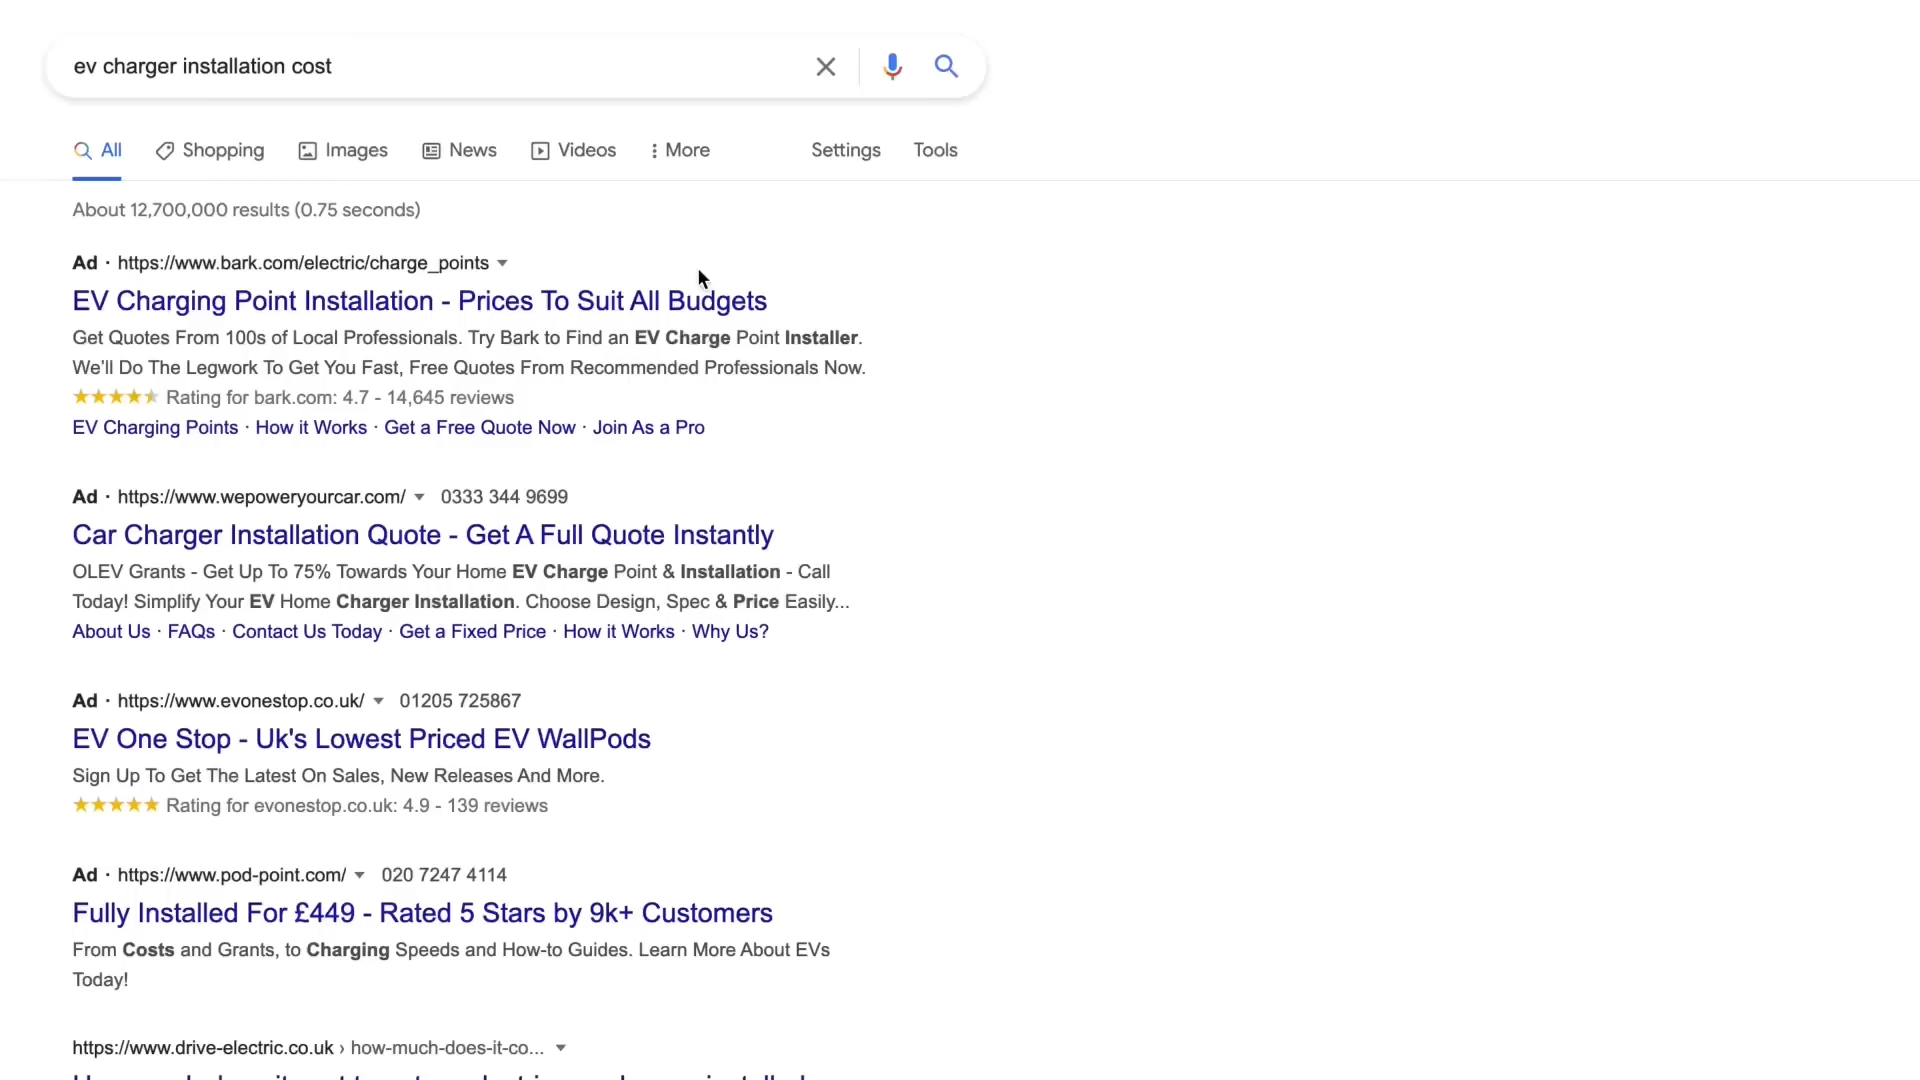 ev charger installation cost
All Shopping Images News Videos More Settings Tools
About 12,700,000 results (0.75 seconds)
Ad · https://www.bark.com/electric/charge_points
EV Charging Point Installation - Prices To Suit All Budgets
Get Quotes From 100s of Local Professionals. Try Bark to Find an EV Charge Point Installer.
We'll Do The Legwork To Get You Fast, Free Quotes From Recommended Professionals Now.
Rating for bark.com: 4.7 - 14,645 reviews
EV Charging Points · How it Works · Get a Free Quote Now · Join As a Pro
Ad · https://www.wepoweryourcar.com/ 0333 344 9699
Car Charger Installation Quote - Get A Full Quote Instantly
OLEV Grants - Get Up To 75% Towards Your Home EV Charge Point & Installation - Call
Today! Simplify Your EV Home Charger Installation. Choose Design, Spec & Price Easily...
About Us · FAQs · Contact Us Today · Get a Fixed Price · How it Works · Why Us?
Ad · https://www.evonestop.co.uk/ 01205 725867
EV One Stop - Uk's Lowest Priced EV WallPods
Sign Up To Get The Latest On Sales, New Releases And More.
Rating for evonestop.co.uk: 4.9 - 139 reviews
Ad · https://www.pod-point.com/ 020 7247 4114
Fully Installed For £449 - Rated 5 Stars by 9k+ Customers
From Costs and Grants, to Charging Speeds and How-to Guides. Learn More About EVs
Today!
https://www.drive-electric.co.uk › how-much-does-it-co...